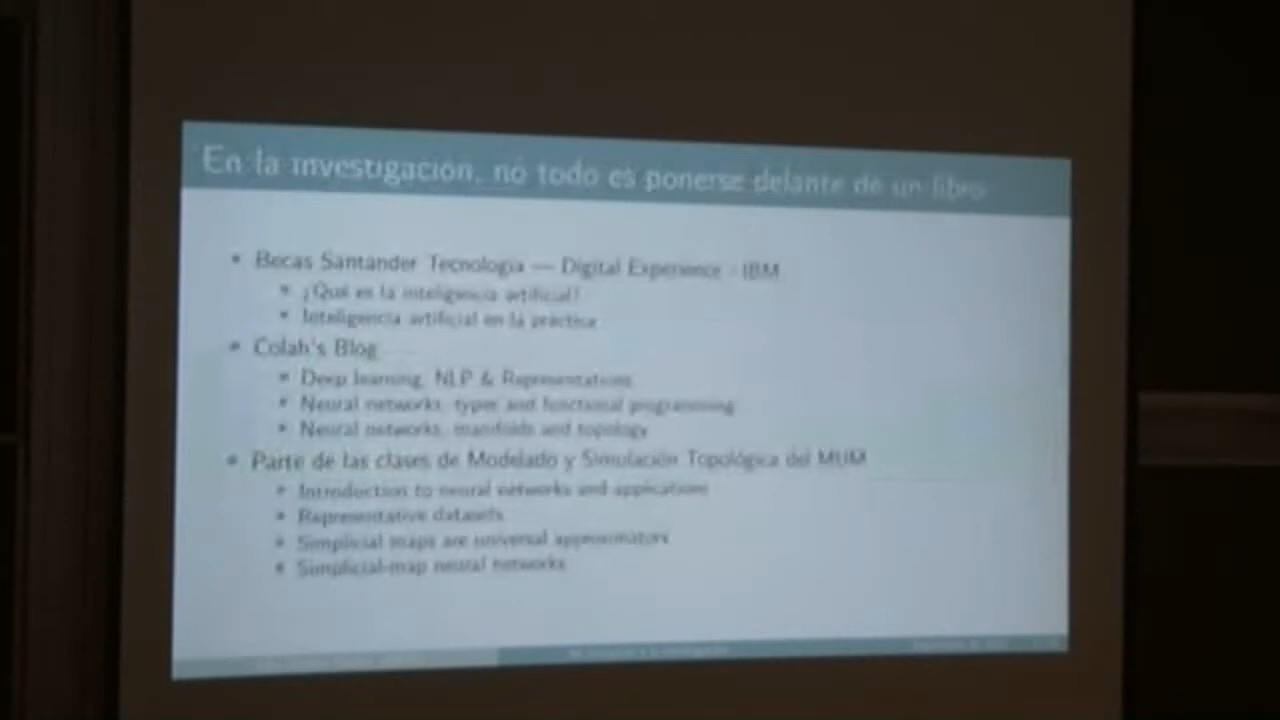 En la investigación, no todo es ponerse delante de un libro
Becas Santander Tecnología — Digital Experience - IBM
¿Qué es la inteligencia artificial?
Inteligencia artificial en la práctica
Colah's Blog
Deep learning, NLP & Representations
Neural networks, types and functional programming
Neural networks, manifolds and topology
Parte de las clases de Modelado y Simulación Topológica del MUM
Introduction to neural networks and applications
Representative datasets
Simplicial maps are universal approximators
Simplicial-map neural networks